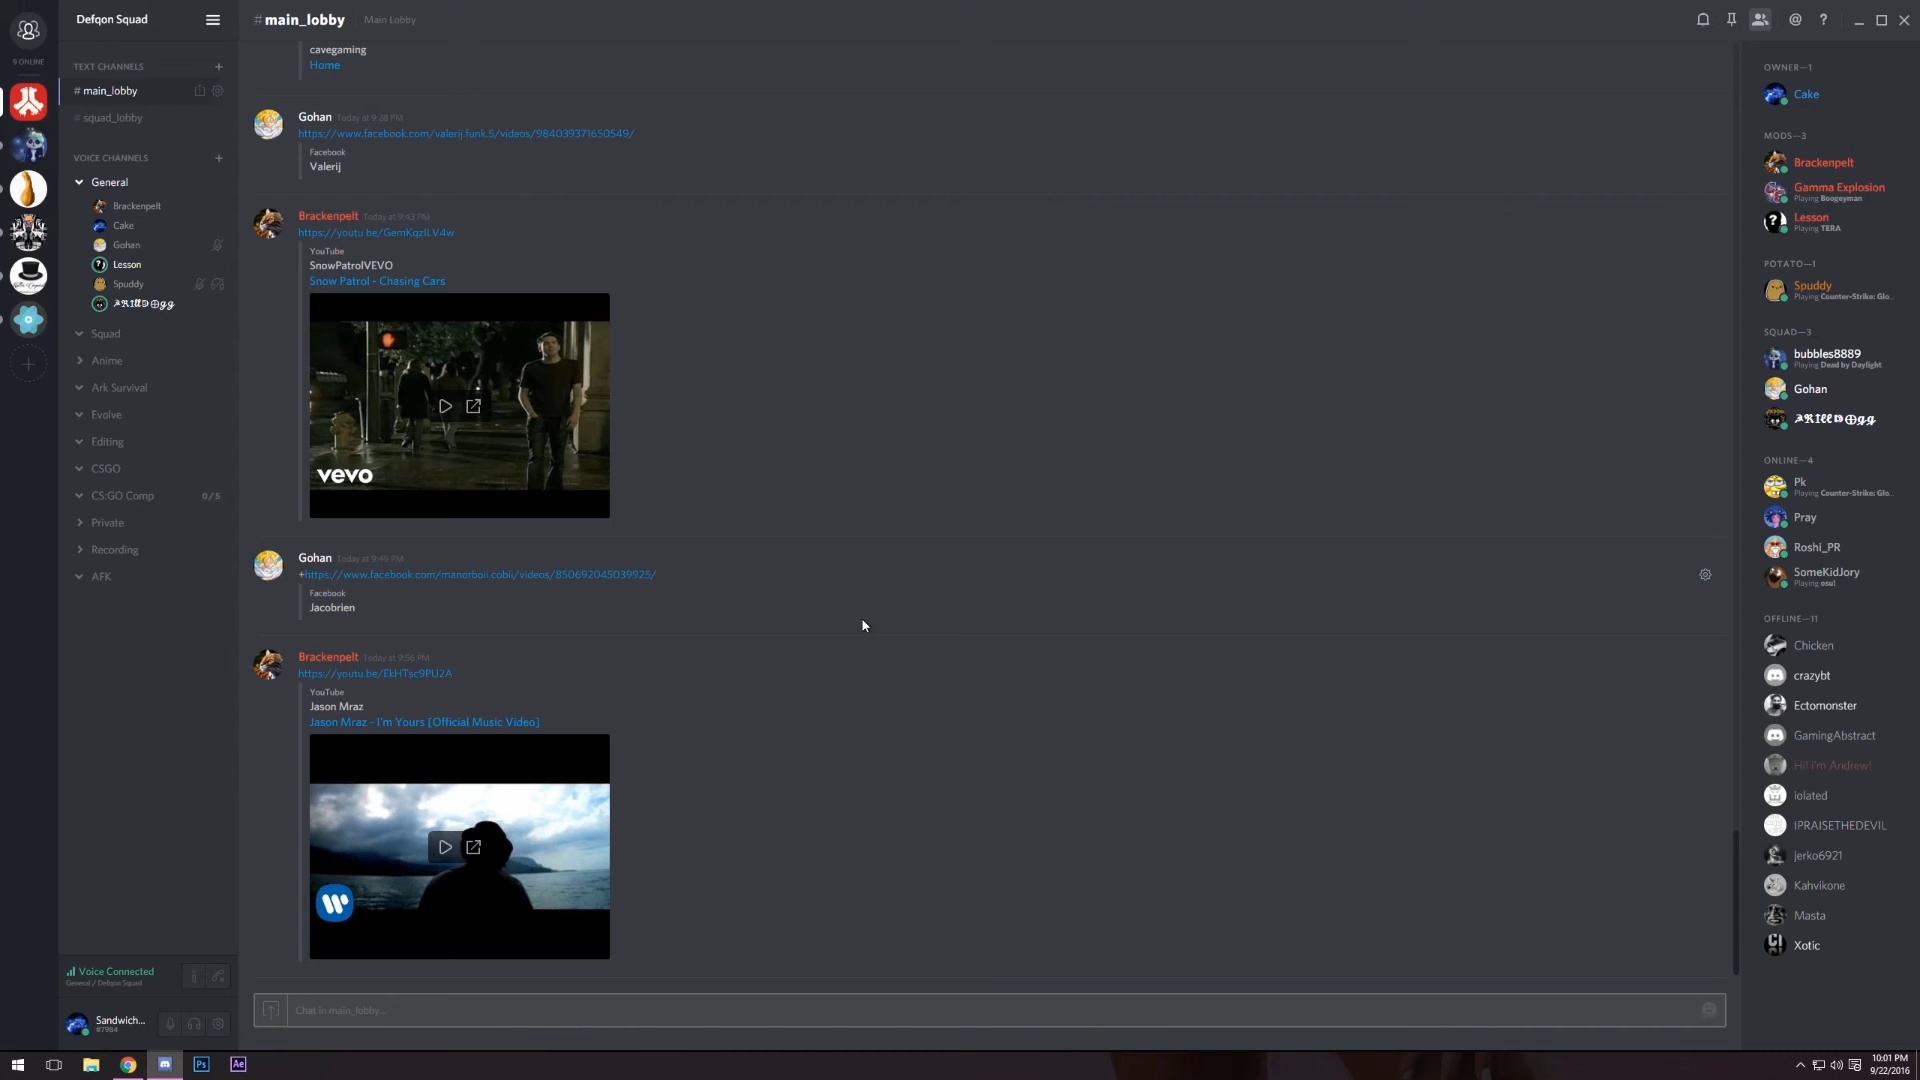 Defqon Squad
#main_lobby
Main Lobby
9 ONLINE
TEXT CHANNELS
# main_lobby
# squad_lobby
VOICE CHANNELS
General
Brackenpelt
Cake
Gohan
Lesson
Spuddy
Squad
Anime
Ark Survival
Evolve
Editing
CSGO
CS:GO Comp 0/5
Private
Recording
AFK
Voice Connected
General / Defqon Squad
Sandwich...
#7984
cavegaming
Home
Gohan Today at 9:28 PM
https://www.facebook.com/valerij.funk.5/videos/984039371650549/
Facebook
Valerij
Brackenpelt Today at 9:43 PM
YouTube
SnowPatrolVEVO
Snow Patrol - Chasing Cars
vevo
Gohan Today at 9:49 PM
+https://www.facebook.com/manorboii.cobii/videos/850692045039925/
Facebook
Jacobrien
Brackenpelt Today at 9:56 PM
https://youtu.be/EkHTsc9PU2A
YouTube
Jason Mraz
Jason Mraz - I'm Yours [Official Music Video]
Chat in main_lobby...
OWNER—1
Cake
MODS—3
Brackenpelt
Gamma Explosion
Playing Boogeyman
Lesson
Playing TERA
POTATO—1
Spuddy
Playing Counter-Strike: Glo...
SQUAD—3
bubbles8889
Playing Dead by Daylight
Gohan
ONLINE—4
Pk
Playing Counter-Strike: Glo...
Pray
Roshi_PR
SomeKidJory
Playing osu!
OFFLINE—11
Chicken
crazybt
Ectomonster
GamingAbstract
Hi! i'm Andrew!
iolated
IPRAISETHEDEVIL
jerko6921
Kahvikone
Masta
Xotic
Ps
Ae
10:01 PM
9/22/2016